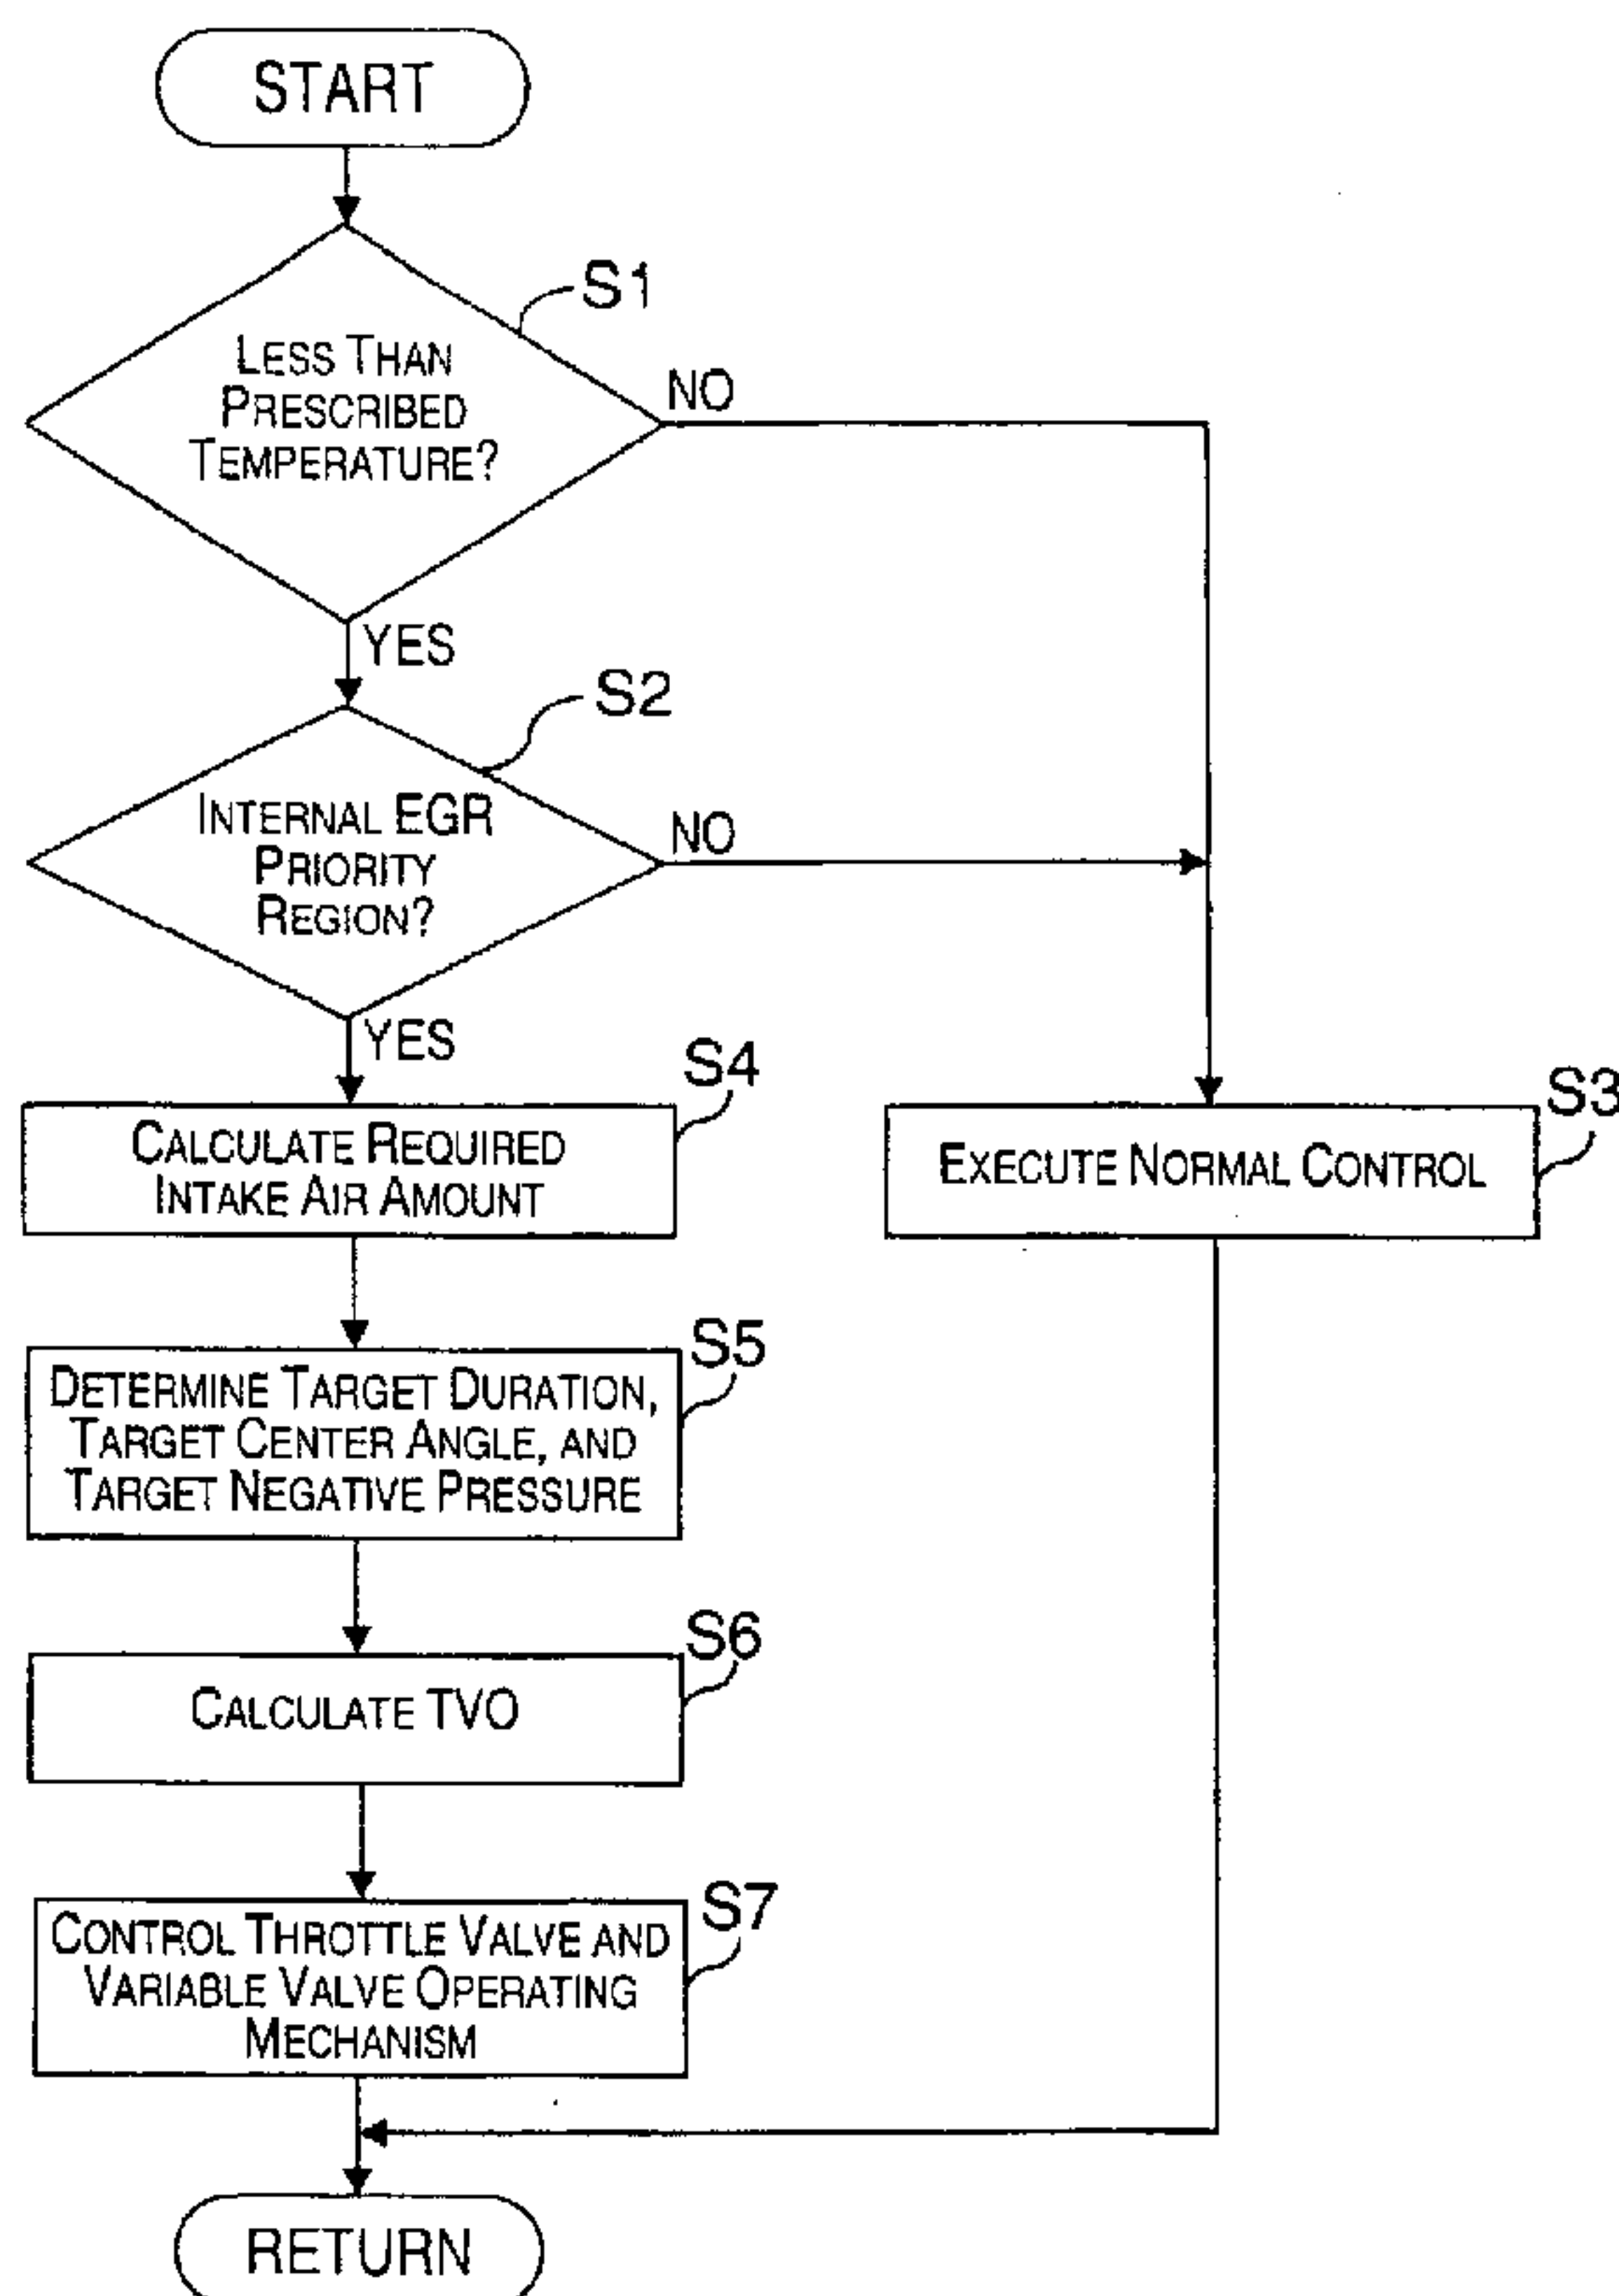 START
S1
LESS THAN
PRESCRIBED
TEMPERATURE?
NO
YES
S2
INTERNAL EGR
PRIORITY
REGION?
NO
YES
S4
CALCULATE REQUIRED
INTAKE AIR AMOUNT
S3
EXECUTE NORMAL CONTROL
S5
DETERMINE TARGET DURATION,
TARGET CENTER ANGLE, AND
TARGET NEGATIVE PRESSURE
S6
CALCULATE TVO
S7
CONTROL THROTTLE VALVE AND
VARIABLE VALVE OPERATING
MECHANISM
RETURN